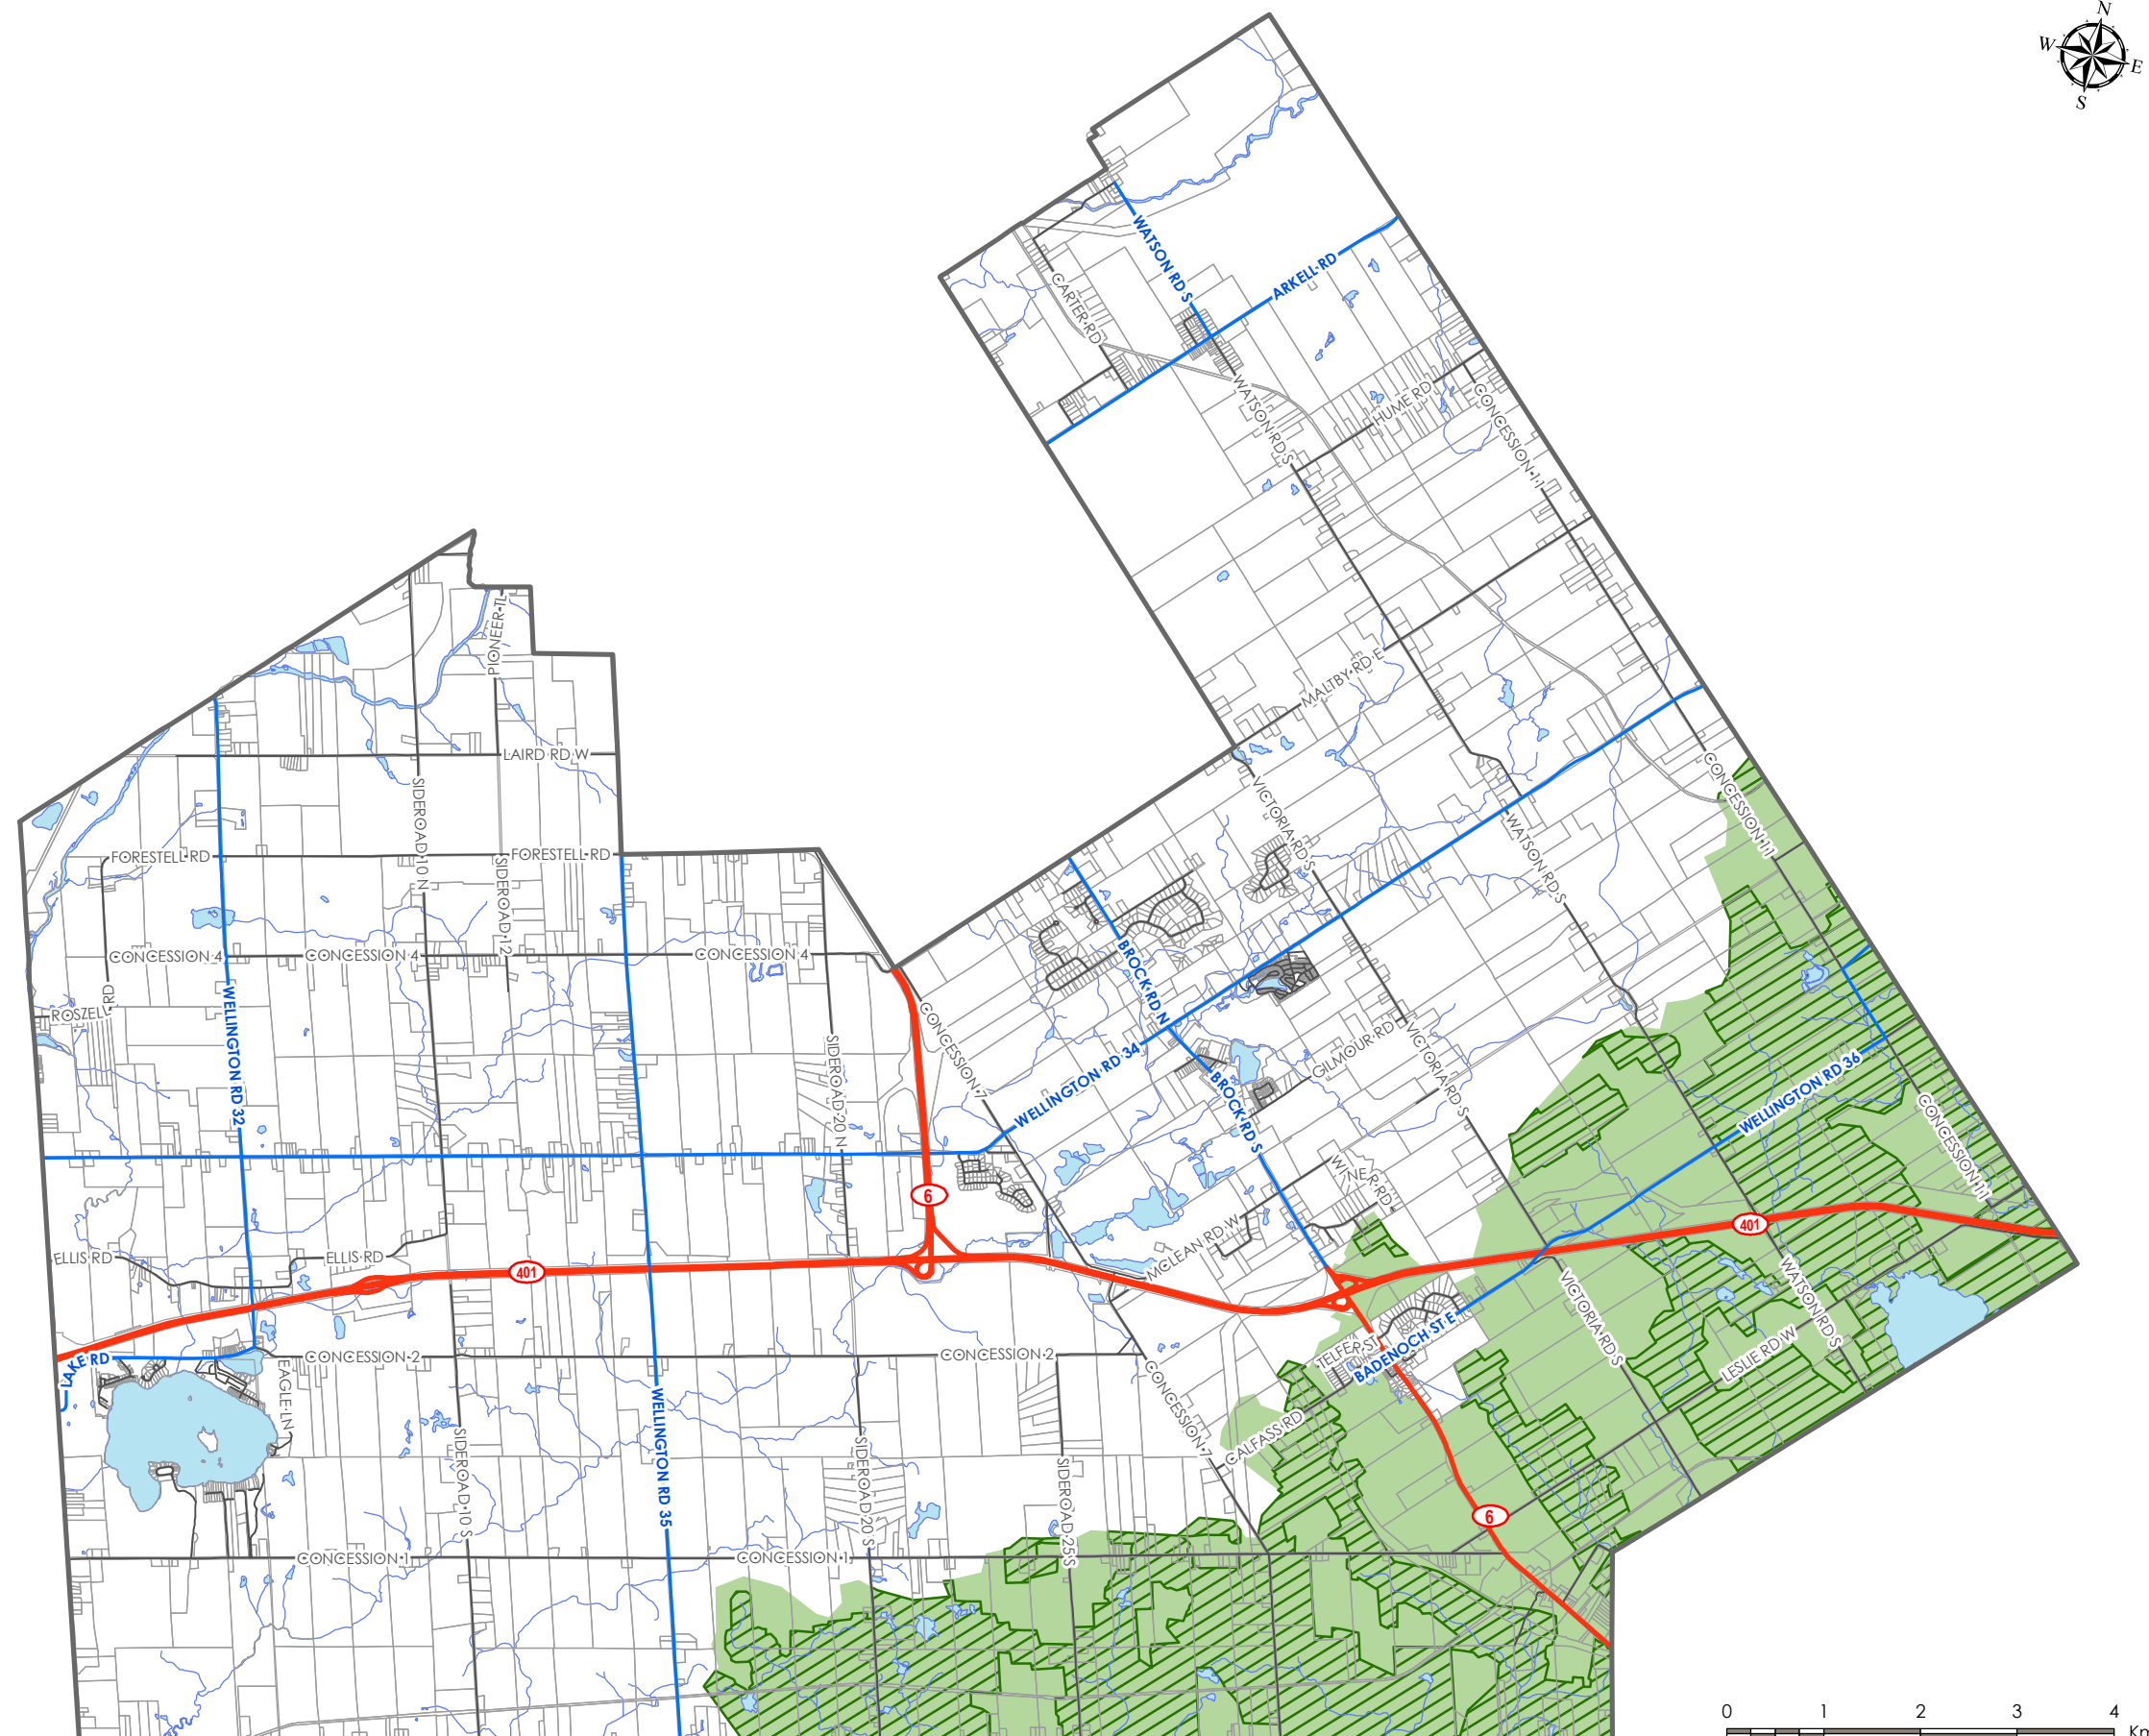 N
W
E
S
WATSON RD S
ARKELL RD
CARTER RD
WATSON RD S
HUME RD
CONCESSION 11
PIONEER TL
MALTBY RD E
LAIRD RD W
SIDEROAD 10 N
VICTORIA RD S
CONCESSION 11
WATSON RD S
FORESTELL RD
FORESTELL RD
SIDEROAD 12
CONCESSION 4
CONCESSION 4
CONCESSION 4
BROCK RD N
ROSZELL RD
WELLINGTON RD 32
CONCESSION 7
SIDEROAD 20 N
WELLINGTON RD 34
GILMOUR RD
VICTORIA RD S
BROCK RD S
WELLINGTON RD 36
CONCESSION 11
WINER RD
6
401
MCLEAN RD W
ELLIS RD
ELLIS RD
401
VICTORIA RD S
WATSON RD S
LAKE RD
CONCESSION 2
CONCESSION 2
TELFER ST
BADENOCH ST E
LESLIE RD W
EAGLE LN
WELLINGTON RD 35
CONCESSION 7
CALFASS RD
SIDEROAD 10 S
SIDEROAD 20 S
SIDEROAD 25 S
6
CONCESSION 1
CONCESSION 1
0 1 2 3 4
Km